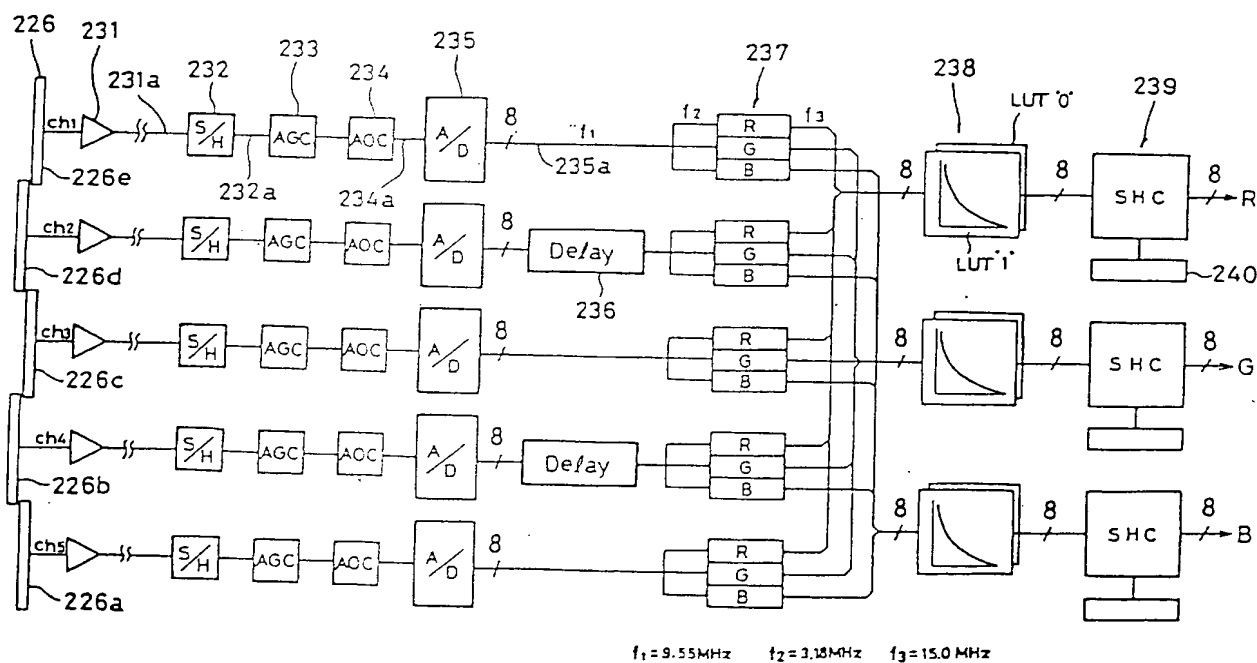 226
231
231a
232
233
234
235
237
238
LUT "0"
239
ch1
S/H
AGC
AOC
A/D
8
f1
f2
R
G
B
f3
8
8
SHC
8
R
226e
232a
234a
235a
LUT "1"
240
ch2
S/H
AGC
AOC
A/D
8
Delay
R
G
B
226d
236
ch3
S/H
AGC
AOC
A/D
8
R
G
B
8
8
SHC
8
G
226c
ch4
S/H
AGC
AOC
A/D
8
Delay
R
G
B
226b
8
8
SHC
8
B
ch5
S/H
AGC
AOC
A/D
8
R
G
B
226a
f1=9.55MHz f2=3.18MHz f3=15.0 MHz